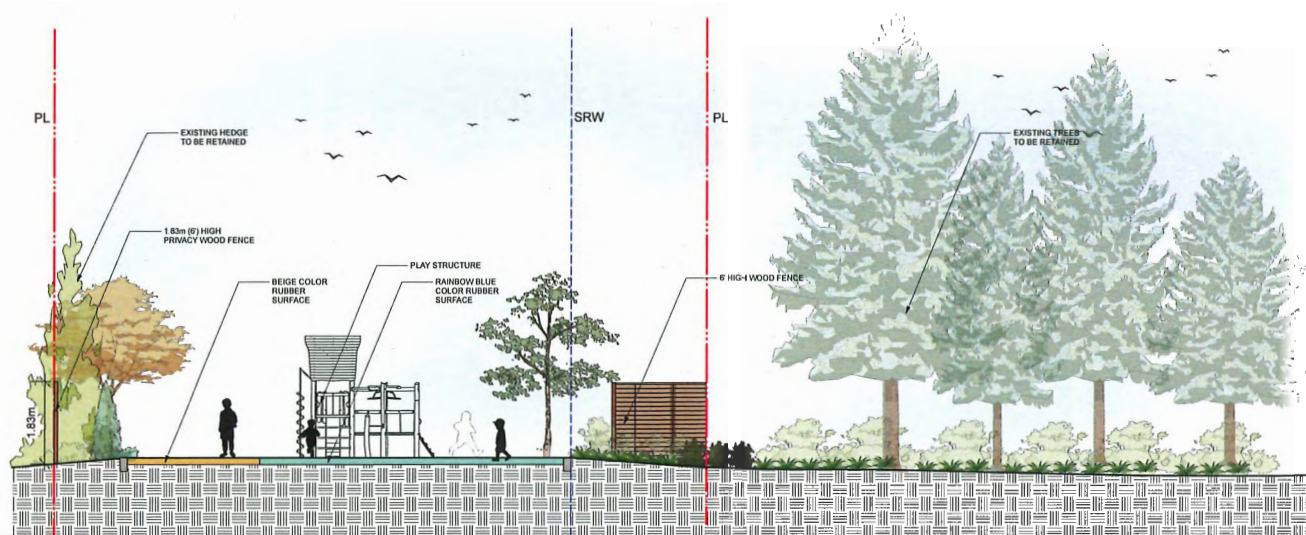 PL
SRW
PL
EXISTING HEDGE
TO BE RETAINED
EXISTING TREES
TO BE RETAINED
1.83m (6') HIGH
PRIVACY WOOD FENCE
BEIGE COLOR
RUBBER
SURFACE
PLAY STRUCTURE
RAINBOW BLUE
COLOR RUBBER
SURFACE
6' HIGH WOOD FENCE
1.83m